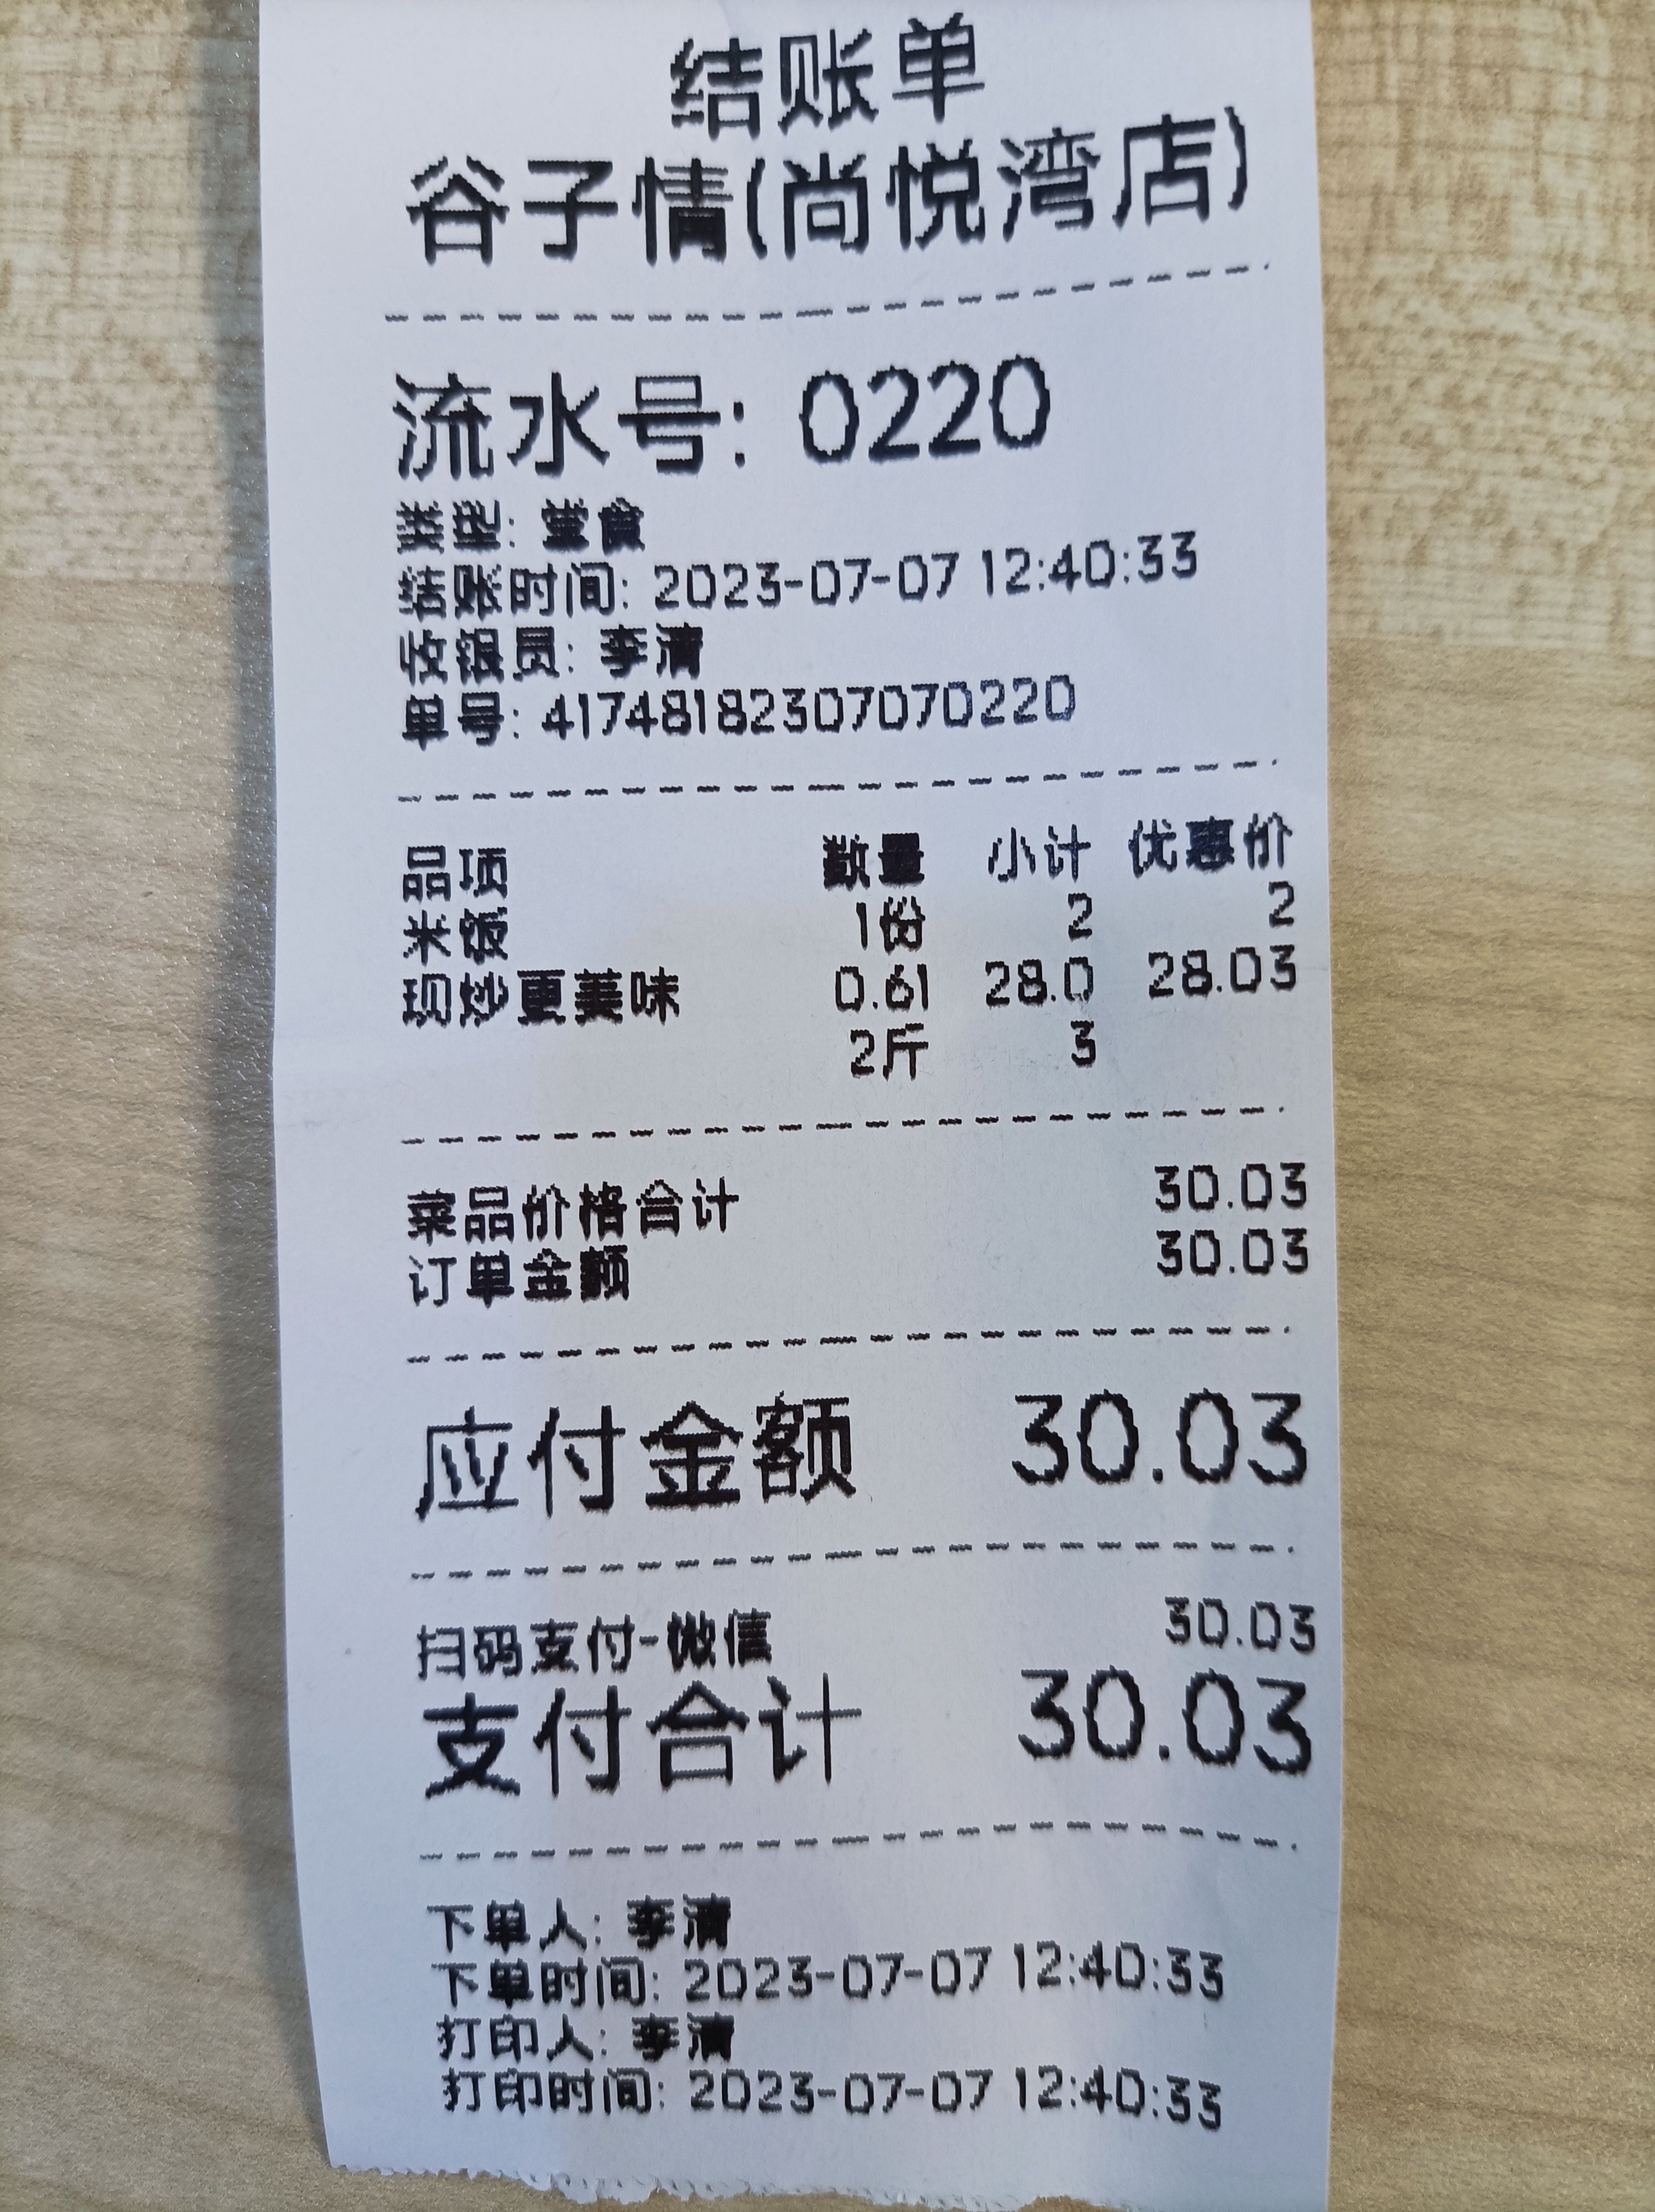 结账单
谷子情(尚悦湾店)
流水号: 0220
类型: 堂食
结账时间: 2023-07-07 12:40:33
收银员: 李清
单号: 41748182307070220
品项 数量 小计 优惠价
米饭 1份 2 2
现炒更美味 0.61 28.0 28.03
2斤 3
菜品价格合计 30.03
订单金额 30.03
应付金额 30.03
扫码支付-微信 30.03
支付合计 30.03
下单人: 李清
下单时间: 2023-07-07 12:40:33
打印人: 李清
打印时间: 2023-07-07 12:40:33